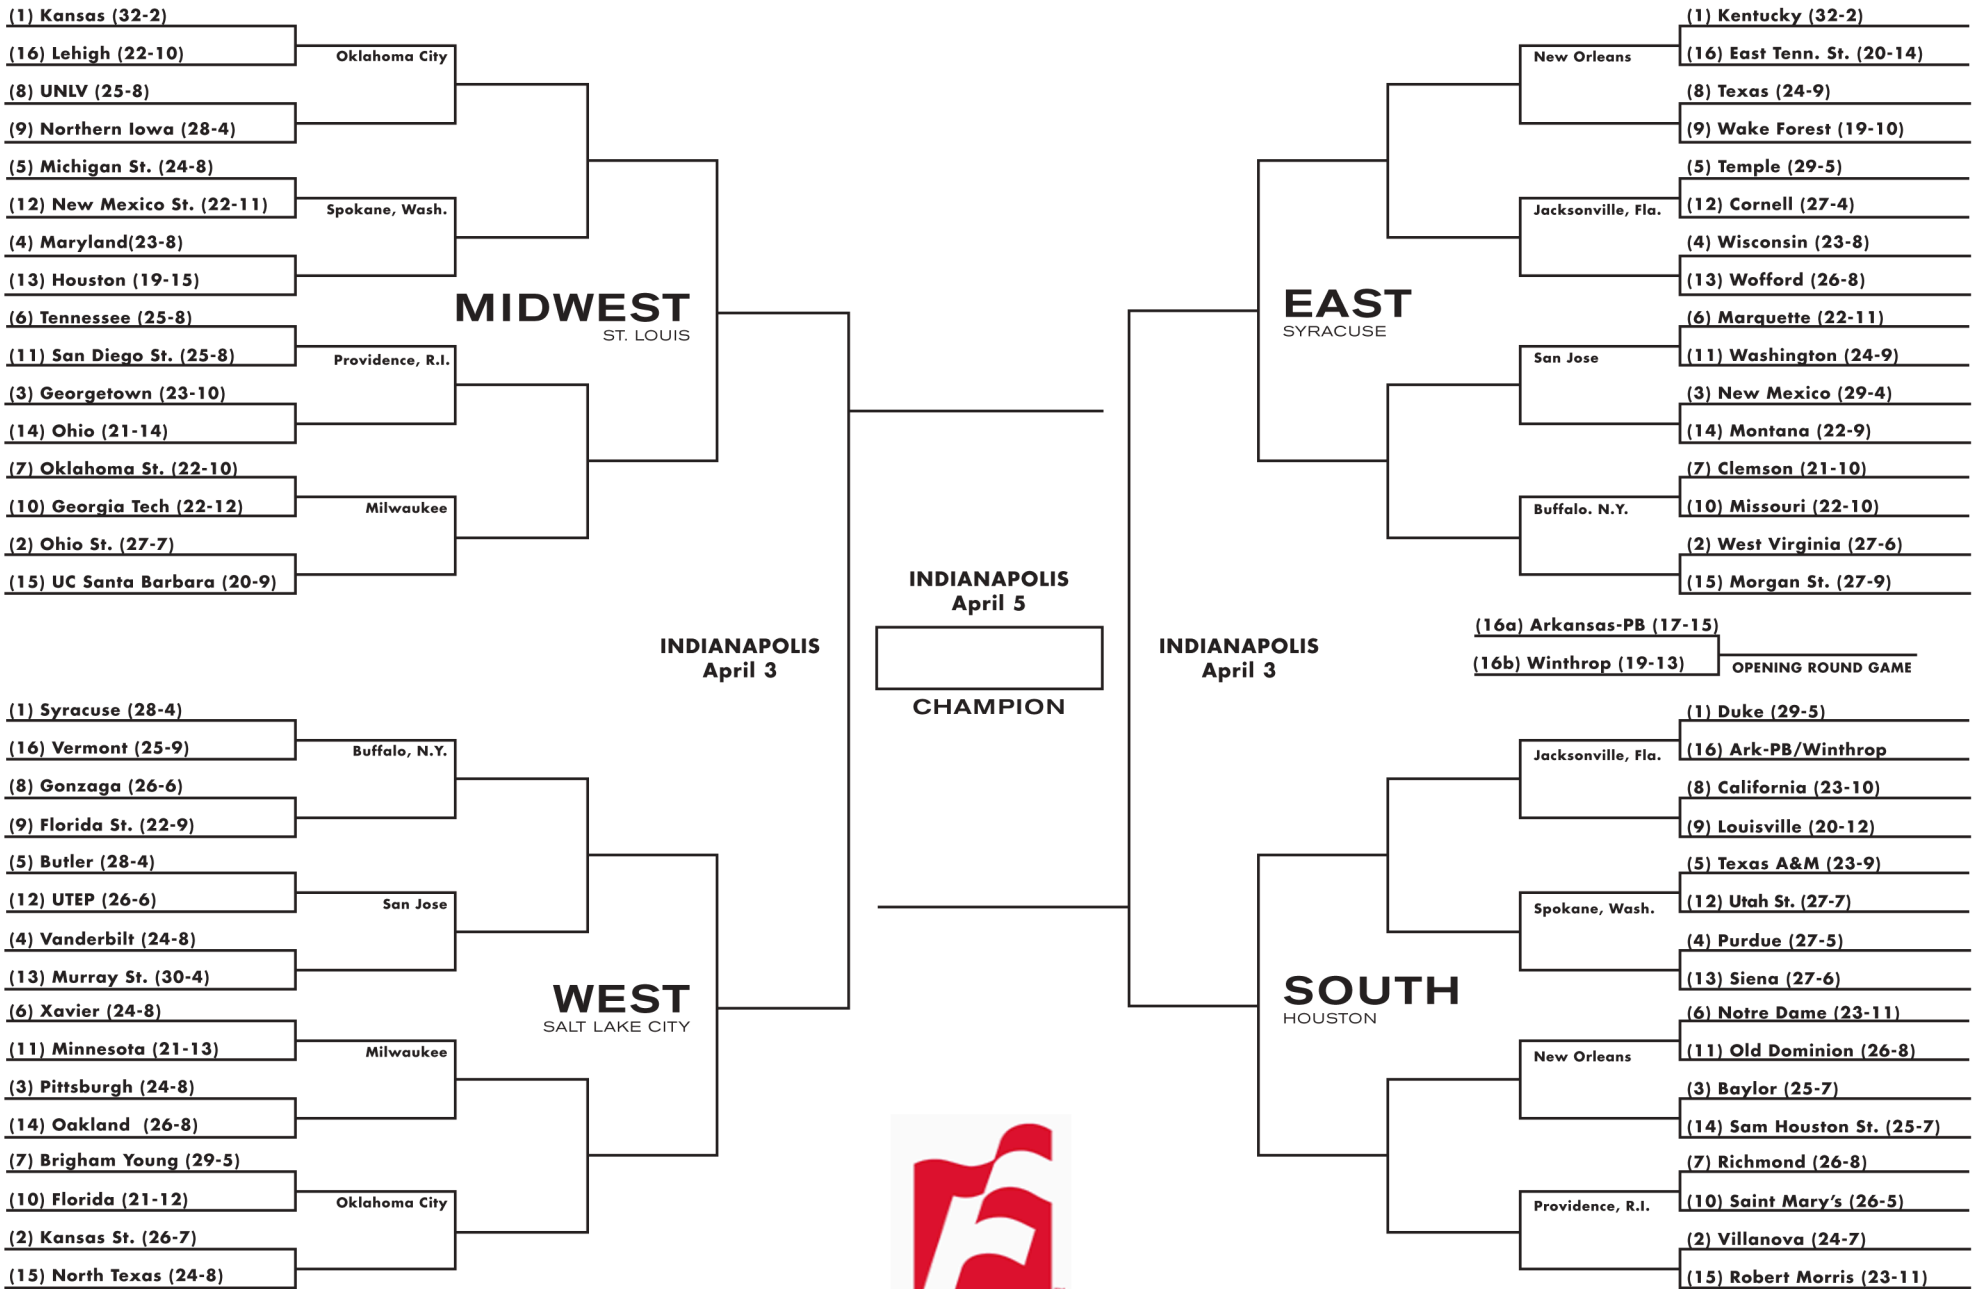 (1) Kansas (32-2)
(16) Lehigh (22-10)
Oklahoma City
(8) UNLV (25-8)
(9) Northern Iowa (28-4)
(5) Michigan St. (24-8)
(12) New Mexico St. (22-11)
Spokane, Wash.
(4) Maryland(23-8)
(13) Houston (19-15)
MIDWEST
ST. LOUIS
(6) Tennessee (25-8)
(11) San Diego St. (25-8)
Providence, R.I.
(3) Georgetown (23-10)
(14) Ohio (21-14)
(7) Oklahoma St. (22-10)
(10) Georgia Tech (22-12)
Milwaukee
(2) Ohio St. (27-7)
(15) UC Santa Barbara (20-9)
INDIANAPOLIS
April 3
(1) Syracuse (28-4)
(16) Vermont (25-9)
Buffalo, N.Y.
(8) Gonzaga (26-6)
(9) Florida St. (22-9)
(5) Butler (28-4)
(12) UTEP (26-6)
San Jose
(4) Vanderbilt (24-8)
(13) Murray St. (30-4)
WEST
SALT LAKE CITY
(6) Xavier (24-8)
(11) Minnesota (21-13)
Milwaukee
(3) Pittsburgh (24-8)
(14) Oakland (26-8)
(7) Brigham Young (29-5)
(10) Florida (21-12)
Oklahoma City
(2) Kansas St. (26-7)
(15) North Texas (24-8)
INDIANAPOLIS
April 5
CHAMPION
(1) Kentucky (32-2)
New Orleans
(16) East Tenn. St. (20-14)
(8) Texas (24-9)
(9) Wake Forest (19-10)
(5) Temple (29-5)
Jacksonville, Fla.
(12) Cornell (27-4)
(4) Wisconsin (23-8)
(13) Wofford (26-8)
EAST
SYRACUSE
(6) Marquette (22-11)
San Jose
(11) Washington (24-9)
(3) New Mexico (29-4)
(14) Montana (22-9)
(7) Clemson (21-10)
Buffalo. N.Y.
(10) Missouri (22-10)
(2) West Virginia (27-6)
(15) Morgan St. (27-9)
(16a) Arkansas-PB (17-15)
(16b) Winthrop (19-13)
OPENING ROUND GAME
INDIANAPOLIS
April 3
(1) Duke (29-5)
Jacksonville, Fla.
(16) Ark-PB/Winthrop
(8) California (23-10)
(9) Louisville (20-12)
(5) Texas A&M (23-9)
Spokane, Wash.
(12) Utah St. (27-7)
(4) Purdue (27-5)
(13) Siena (27-6)
SOUTH
HOUSTON
(6) Notre Dame (23-11)
New Orleans
(11) Old Dominion (26-8)
(3) Baylor (25-7)
(14) Sam Houston St. (25-7)
(7) Richmond (26-8)
Providence, R.I.
(10) Saint Mary's (26-5)
(2) Villanova (24-7)
(15) Robert Morris (23-11)